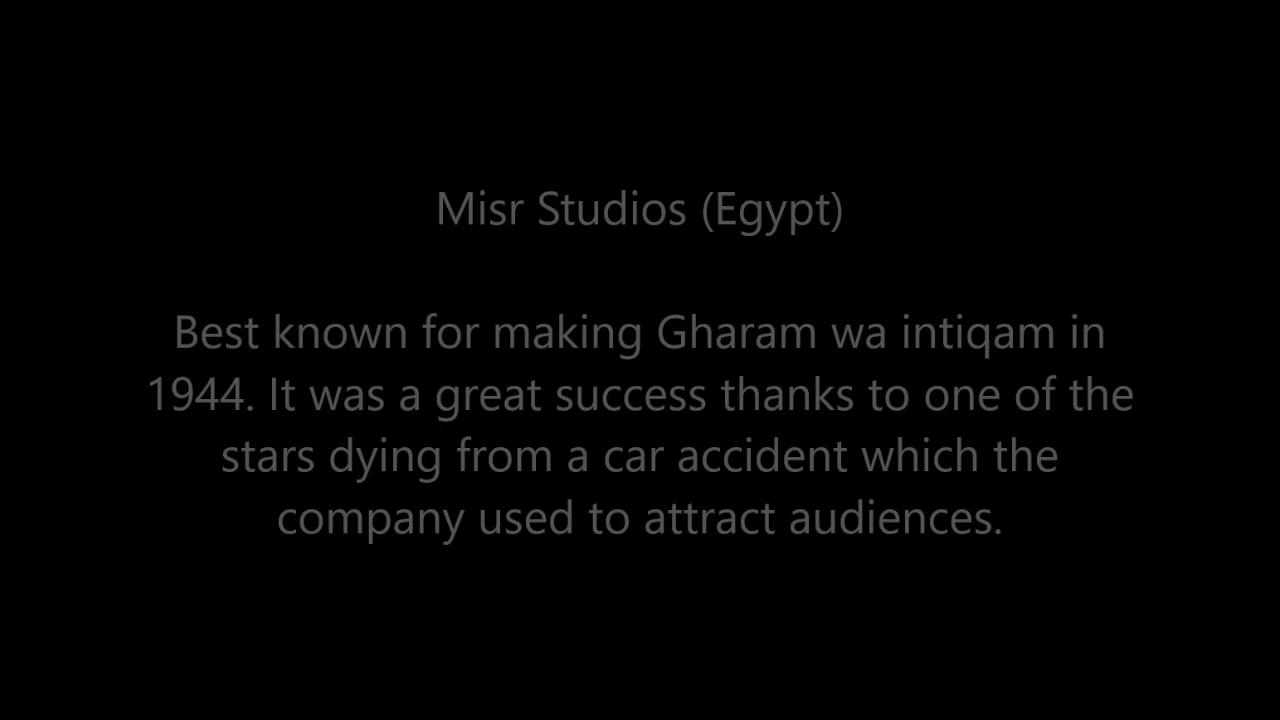 Misr Studios (Egypt)
Best known for making Gharam wa intiqam in
1944. It was a great success thanks to one of the
stars dying from a car accident which the
company used to attract audiences.